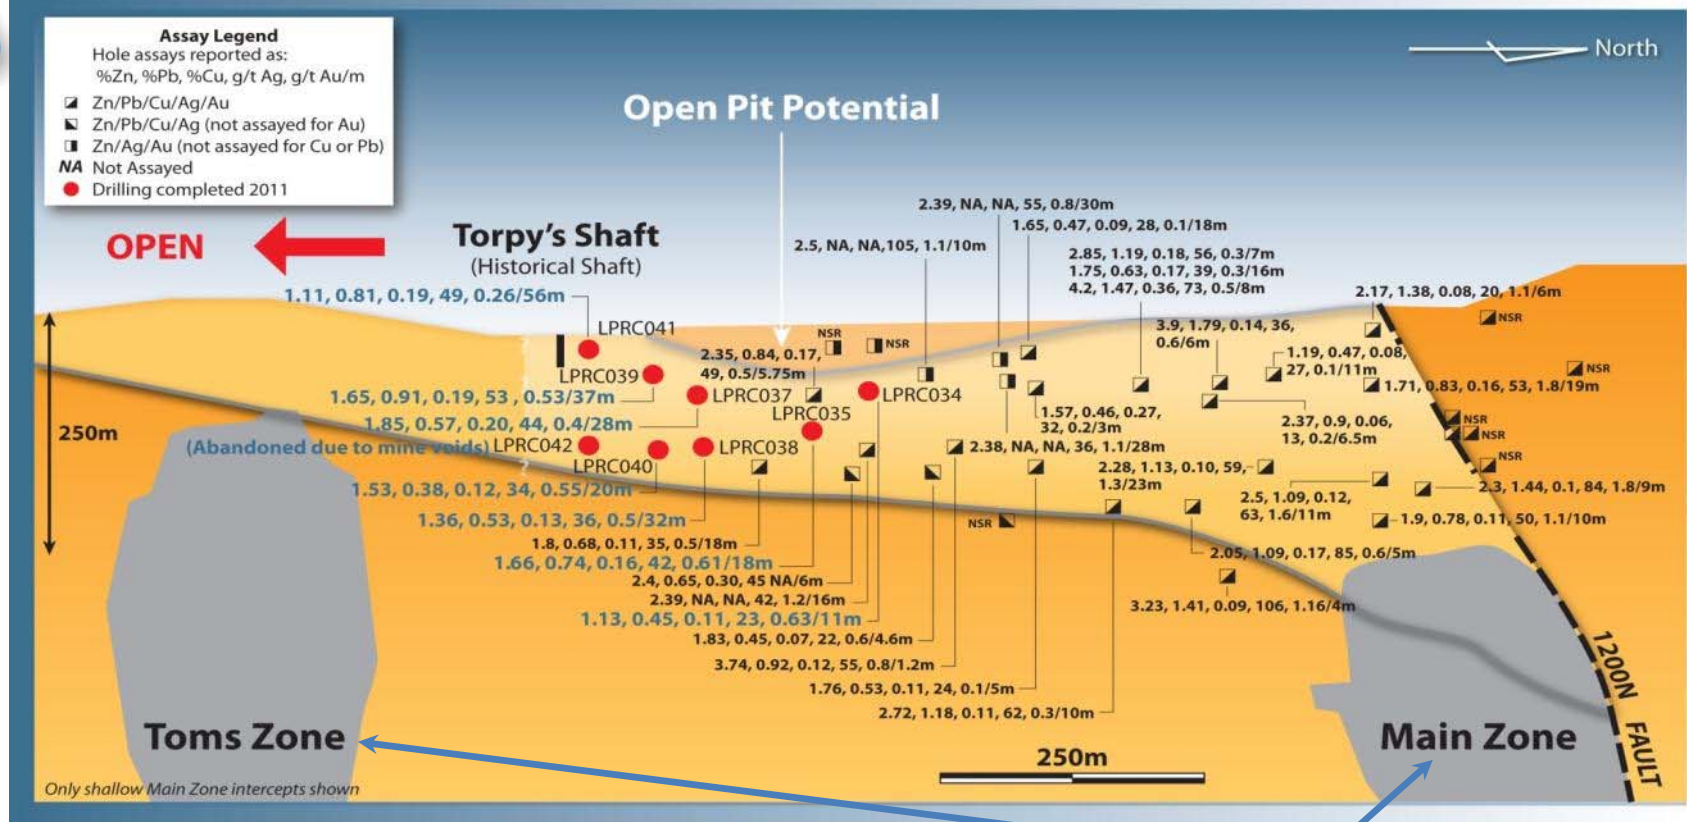 Assay Legend
Hole assays reported as:
%Zn, %Pb, %Cu, g/t Ag, g/t Au/m
Zn/Pb/Cu/Ag/Au
Zn/Pb/Cu/Ag (not assayed for Au)
Zn/Ag/Au (not assayed for Cu or Pb)
NA Not Assayed
Drilling completed 2011
North
Open Pit Potential
OPEN
Torpy's Shaft
(Historical Shaft)
2.39, NA, NA, 55, 0.8/30m
1.65, 0.47, 0.09, 28, 0.1/18m
2.5, NA, NA,105, 1.1/10m
2.85, 1.19, 0.18, 56, 0.3/7m
1.75, 0.63, 0.17, 39, 0.3/16m
4.2, 1.47, 0.36, 73, 0.5/8m
2.17, 1.38, 0.08, 20, 1.1/6m
1.11, 0.81, 0.19, 49, 0.26/56m
LPRC041
NSR
NSR
NSR
3.9, 1.79, 0.14, 36,
0.6/6m
2.35, 0.84, 0.17,
49, 0.5/5.75m
1.19, 0.47, 0.08,
27, 0.1/11m
NSR
LPRC039
1.65, 0.91, 0.19, 53 , 0.53/37m
LPRC037
LPRC034
1.71, 0.83, 0.16, 53, 1.8/19m
LPRC035
1.85, 0.57, 0.20, 44, 0.4/28m
1.57, 0.46, 0.27,
32, 0.2/3m
2.37, 0.9, 0.06,
13, 0.2/6.5m
NSR
NSR
250m
(Abandoned due to mine voids)
LPRC042
LPRC038
2.38, NA, NA, 36, 1.1/28m
NSR
LPRC040
2.28, 1.13, 0.10, 59,
1.3/23m
1.53, 0.38, 0.12, 34, 0.55/20m
2.5, 1.09, 0.12,
63, 1.6/11m
2.3, 1.44, 0.1, 84, 1.8/9m
1.36, 0.53, 0.13, 36, 0.5/32m
NSR
1.9, 0.78, 0.11, 50, 1.1/10m
1.8, 0.68, 0.11, 35, 0.5/18m
2.05, 1.09, 0.17, 85, 0.6/5m
1.66, 0.74, 0.16, 42, 0.61/18m
2.4, 0.65, 0.30, 45 NA/6m
2.39, NA, NA, 42, 1.2/16m
3.23, 1.41, 0.09, 106, 1.16/4m
1.13, 0.45, 0.11, 23, 0.63/11m
1.83, 0.45, 0.07, 22, 0.6/4.6m
3.74, 0.92, 0.12, 55, 0.8/1.2m
1.76, 0.53, 0.11, 24, 0.1/5m
2.72, 1.18, 0.11, 62, 0.3/10m
1200N FAULT
Toms Zone
Main Zone
250m
Only shallow Main Zone intercepts shown